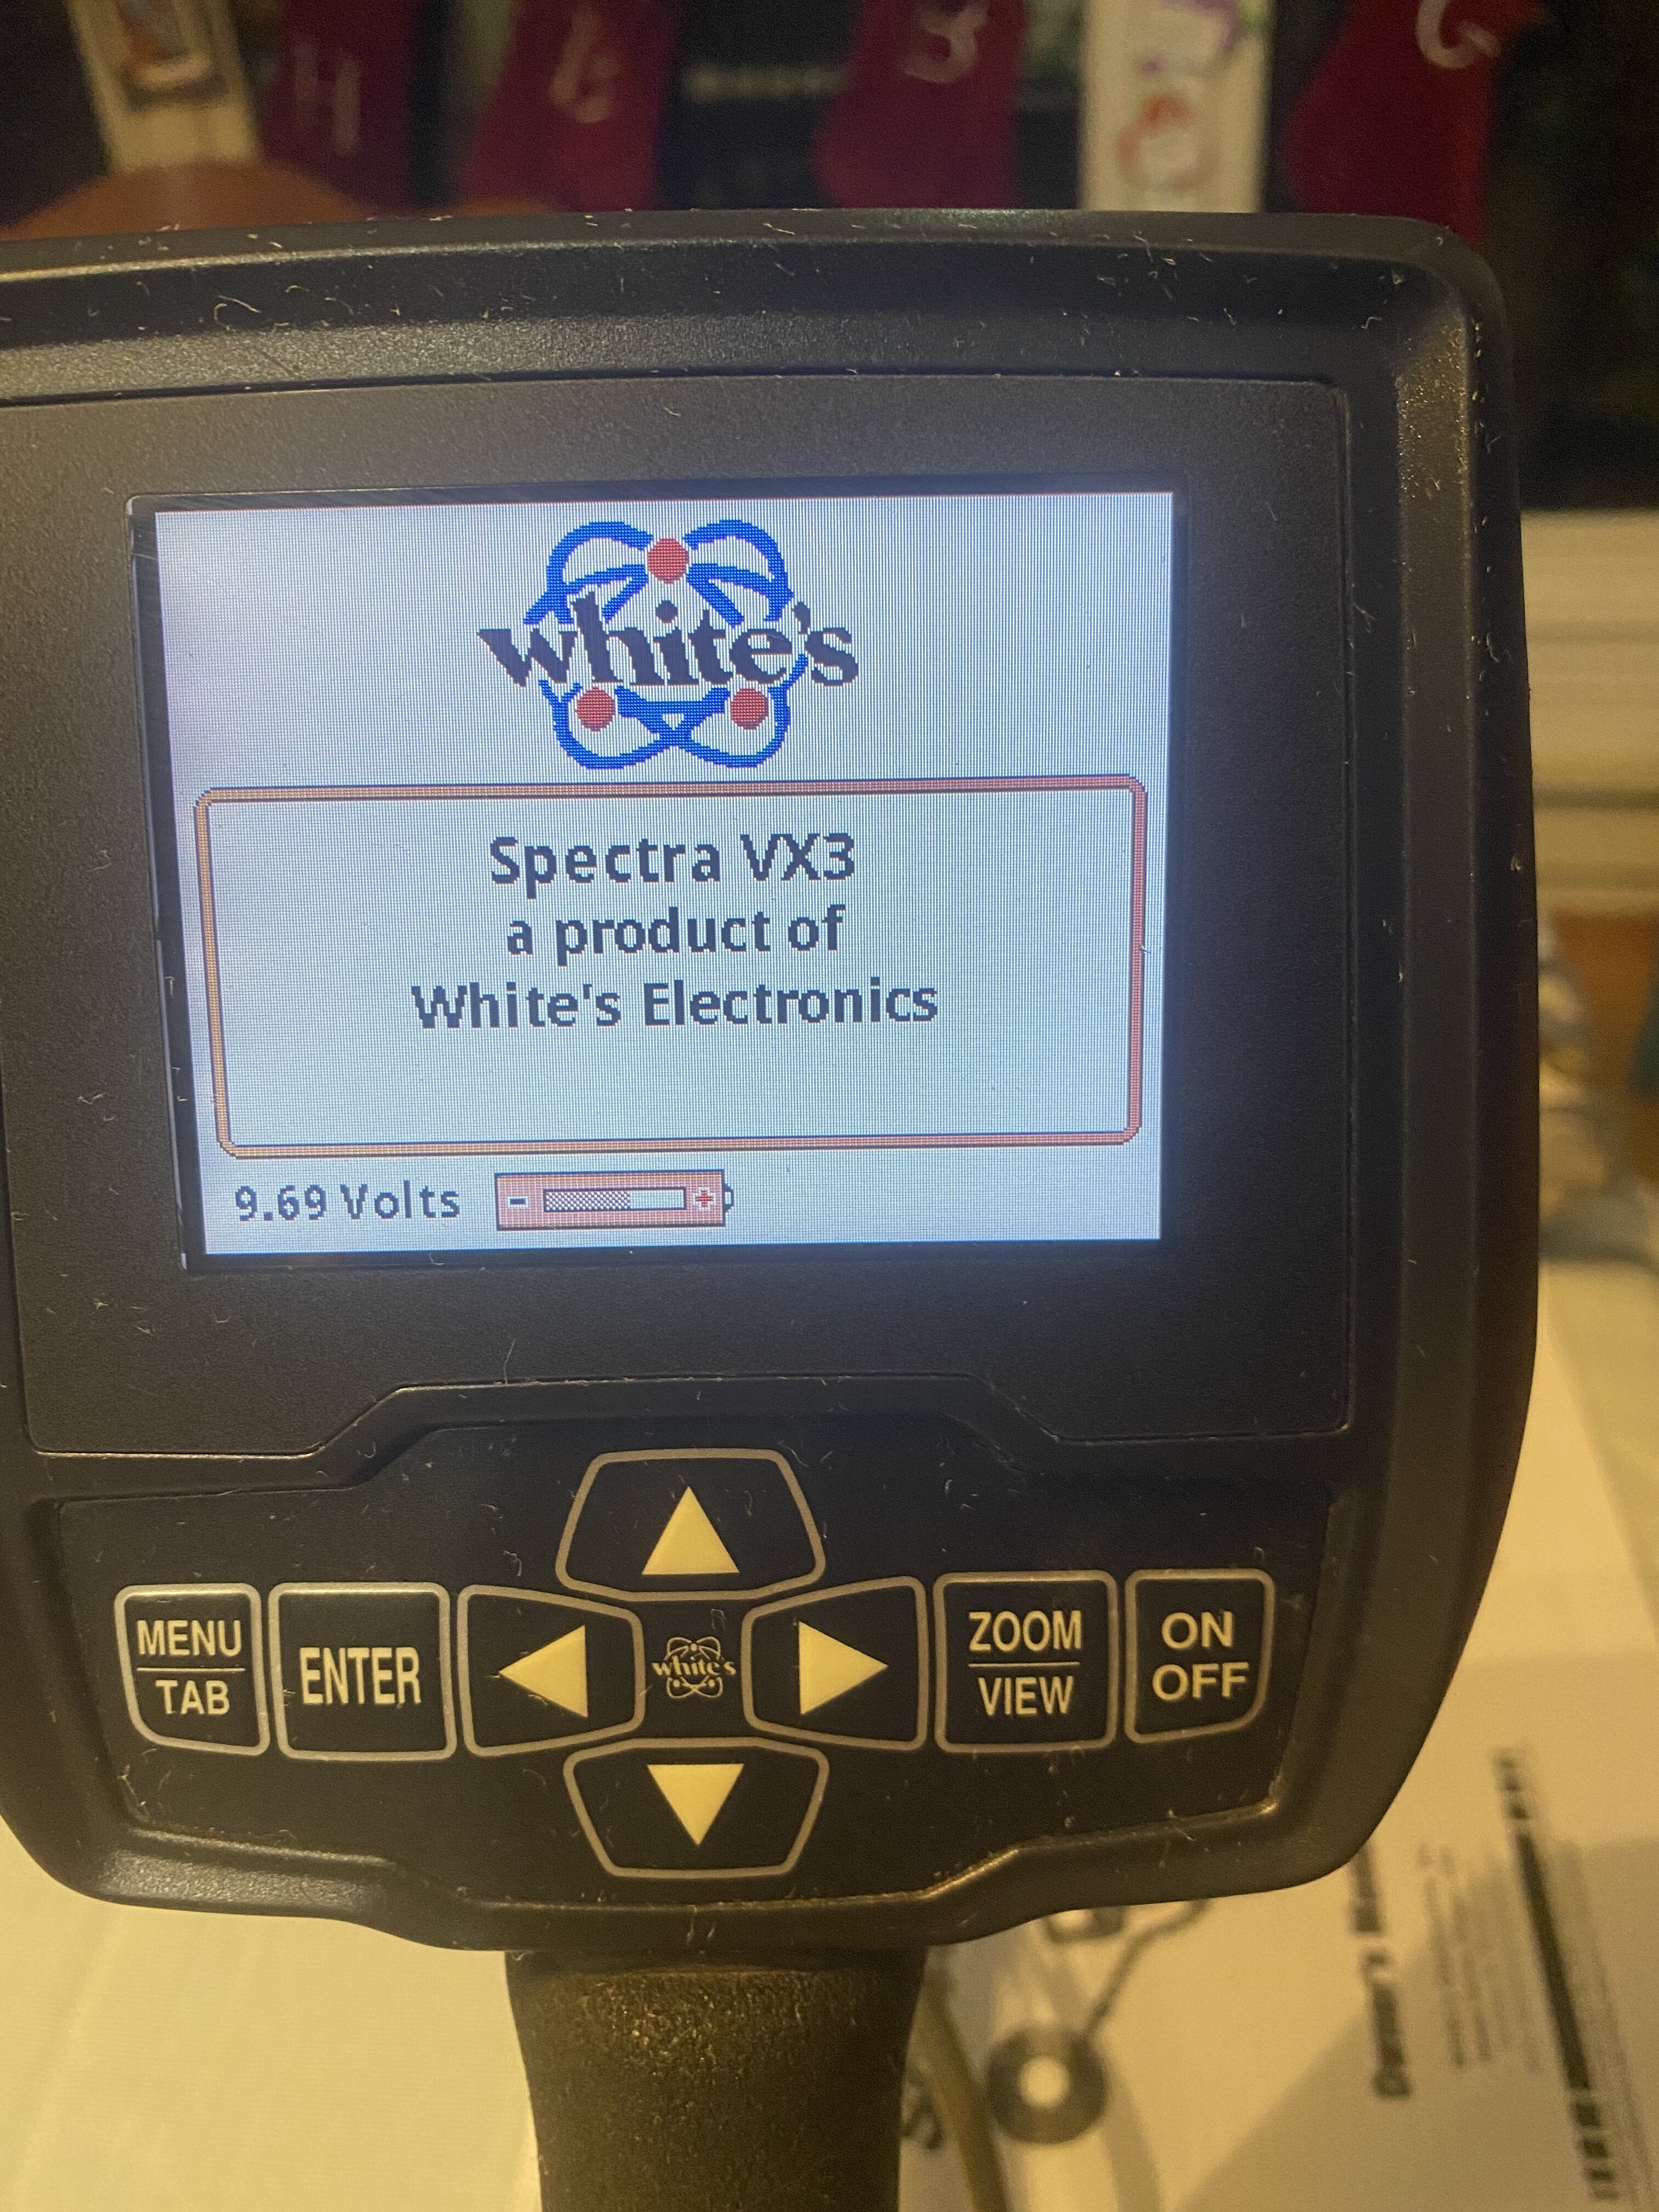 H
S
G
white's
Spectra VX3
a product of
White's Electronics
9.69 Volts
- +
MENU
TAB
ENTER
white's
ZOOM
VIEW
ON
OFF